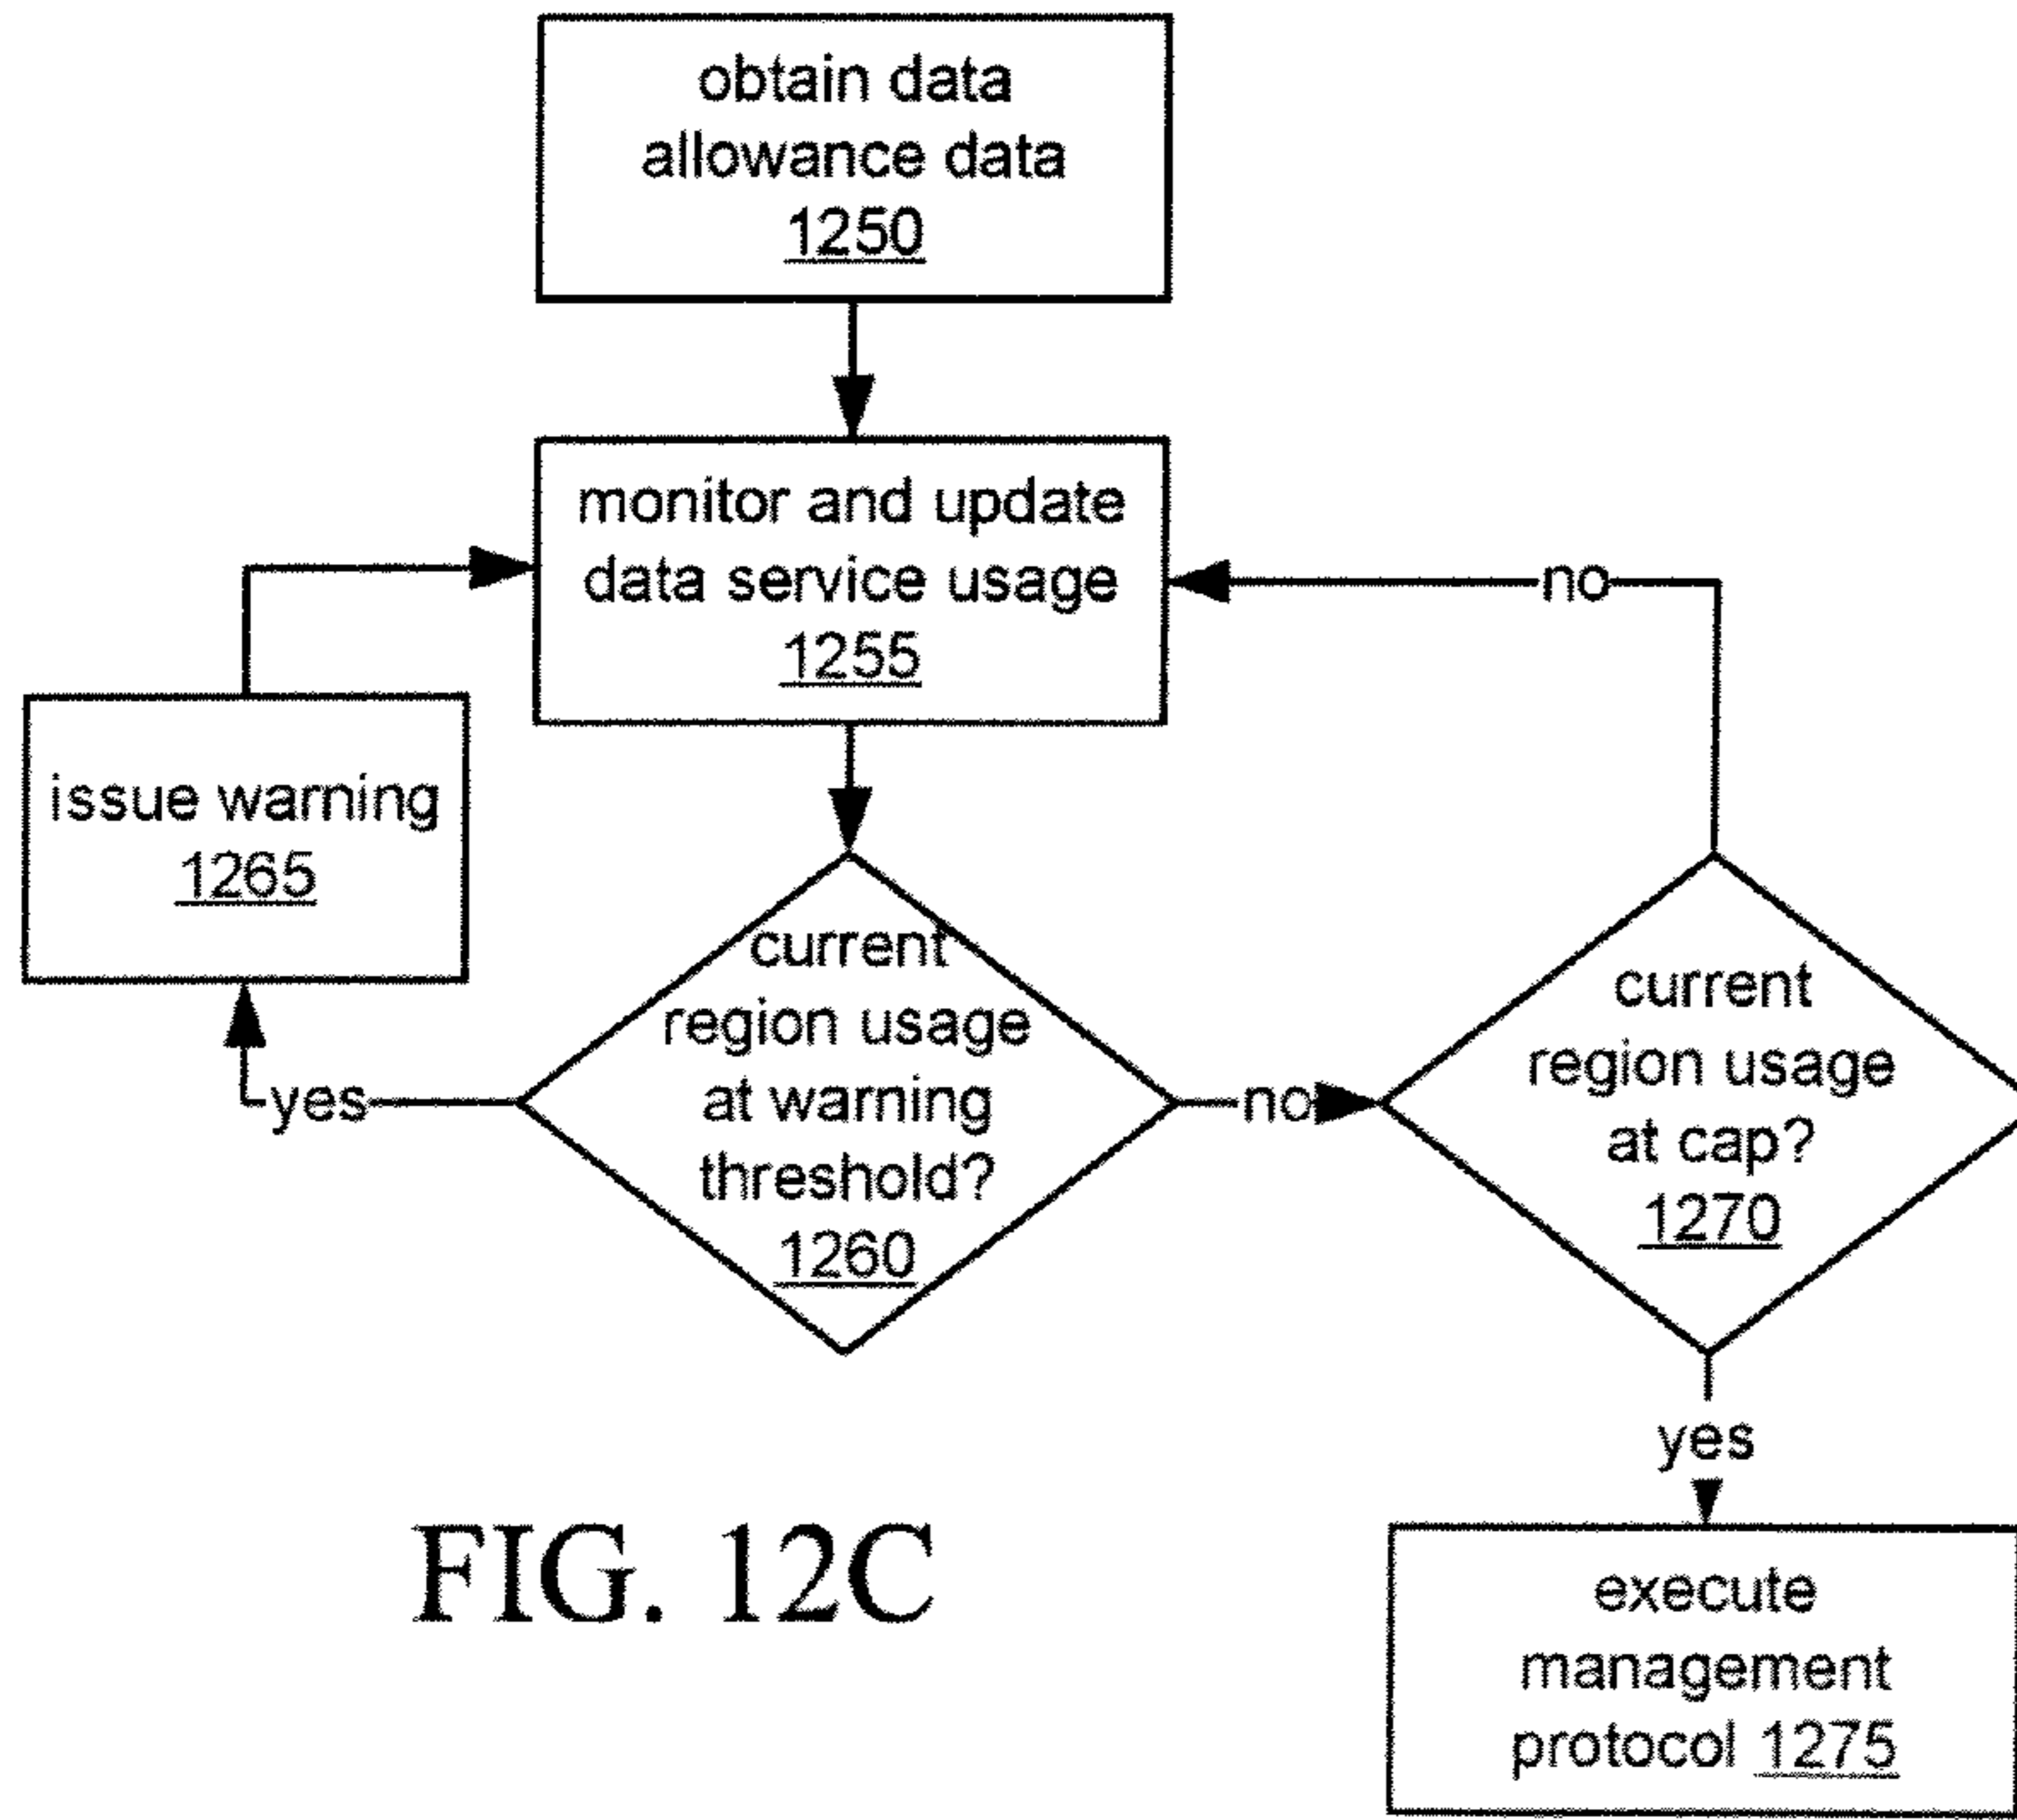 obtain data
allowance data
1250
monitor and update
data service usage
1255
no
issue warning
1265
current
region usage
at warning
threshold?
1260
yes
no
current
region usage
at cap?
1270
yes
execute
management
protocol 1275
FIG. 12C